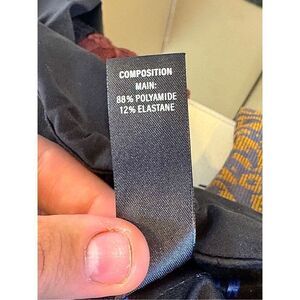 COMPOSITION
MAIN:
88% POLYAMIDE
12% ELASTANE